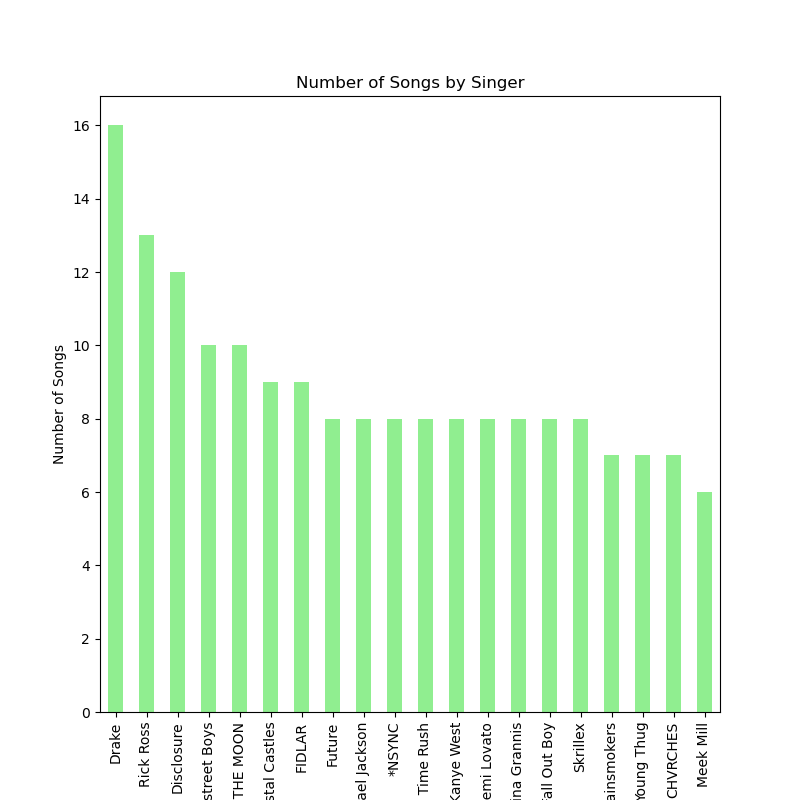 Number of Songs by Singer
Number of Songs
16
14
12
10
8
6
4
2
0
Drake
Rick Ross
Disclosure
street Boys
THE MOON
stal Castles
FIDLAR
Future
ael Jackson
*NSYNC
Time Rush
Kanye West
emi Lovato
ina Grannis
all Out Boy
Skrillex
ainsmokers
Young Thug
CHVRCHES
Meek Mill